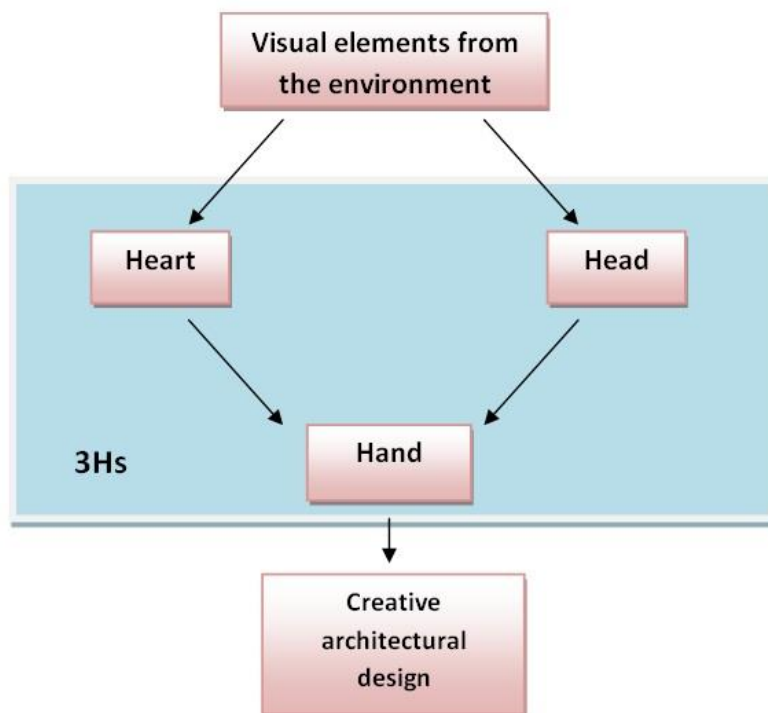 Visual elements from
the environment
Heart
Head
Hand
3Hs
Creative
architectural
design